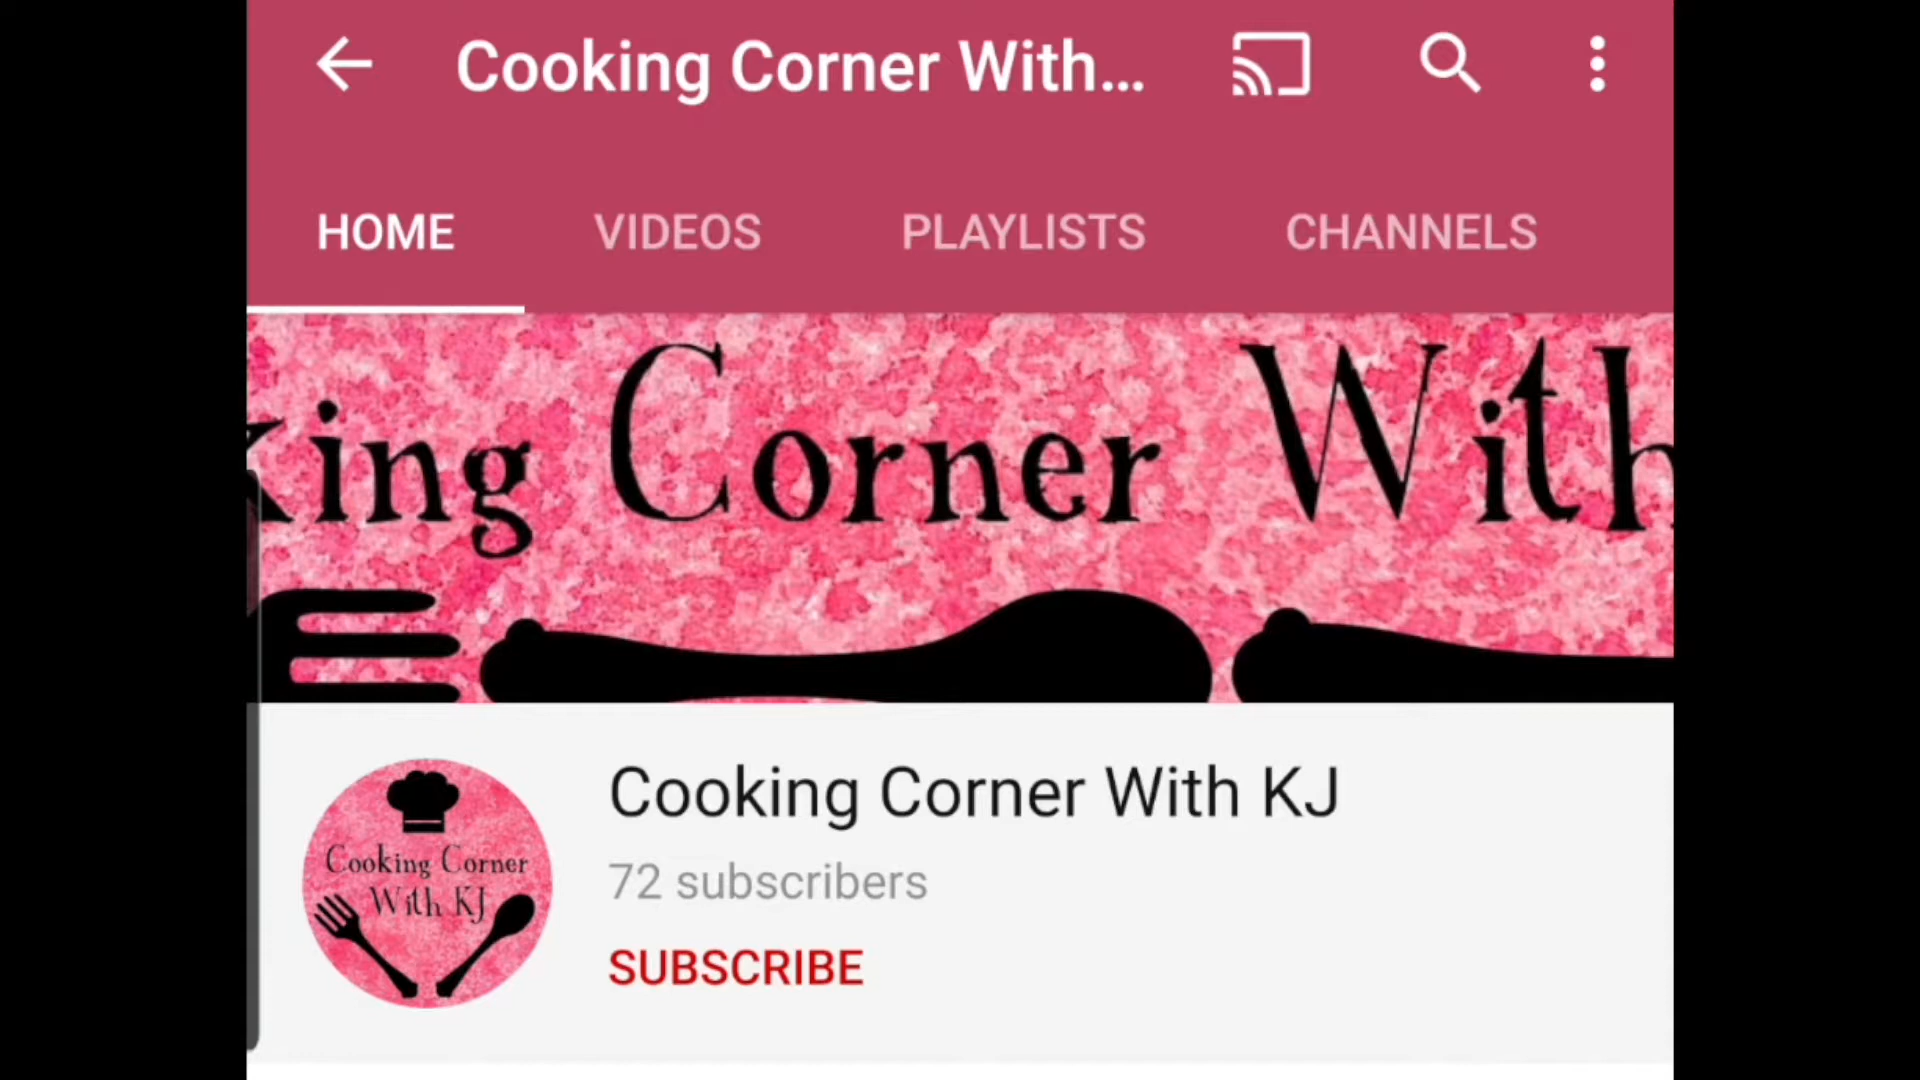 Cooking Corner With...
HOME VIDEOS PLAYLISTS CHANNELS
king Corner With
Cooking Corner With KJ
72 subscribers
SUBSCRIBE
Cooking Corner
With KJ